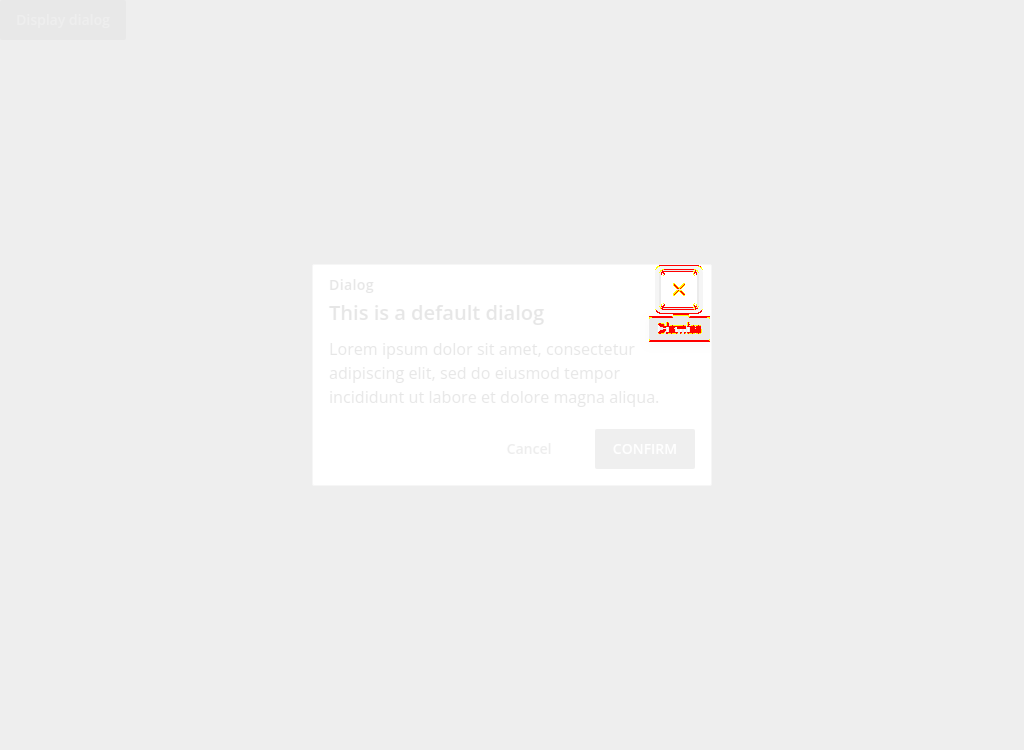 Display dialog
Dialog
This is a default dialog
Lorem ipsum dolor sit amet, consectetur
adipiscing elit, sed do eiusmod tempor
incididunt ut labore et dolore magna aliqua.
Cancel
CONFIRM